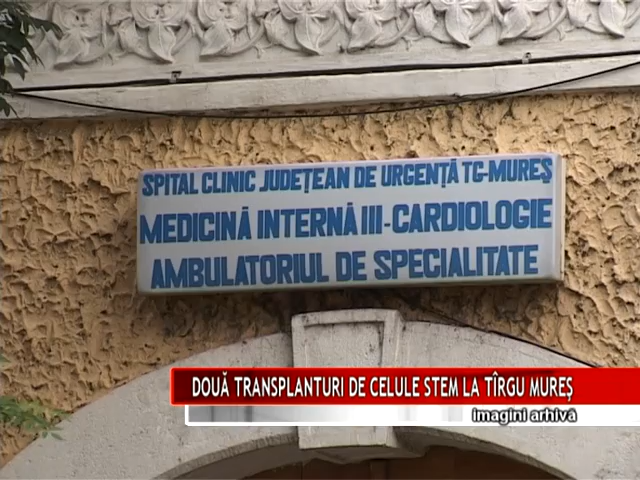 SPITAL CLINIC JUDEȚEAN DE URGENȚĂ TG-MUREȘ
MEDICINĂ INTERNĂ III-CARDIOLOGIE
AMBULATORIUL DE SPECIALITATE
DOUĂ TRANSPLANTURI DE CELULE STEM LA TÎRGU MUREȘ
imagini arhivă